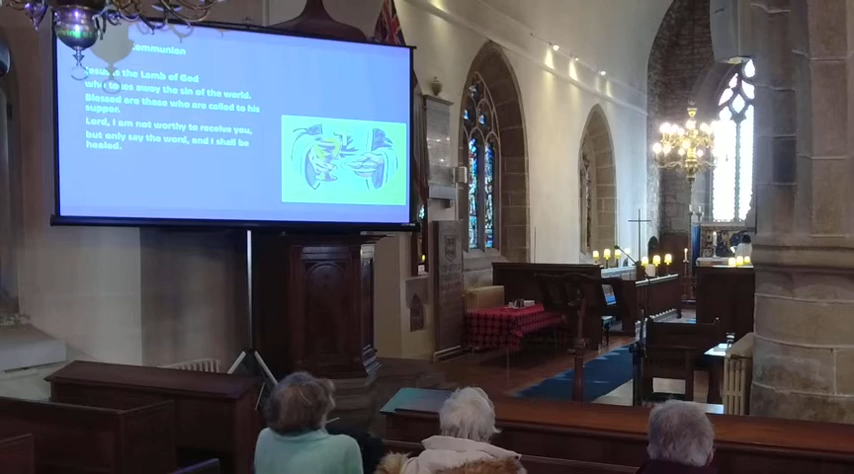 Communion
Jesus is the Lamb of God
who takes away the sin of the world.
Blessed are those who are called to his
supper.
Lord, I am not worthy to receive you,
but only say the word, and I shall be
healed.